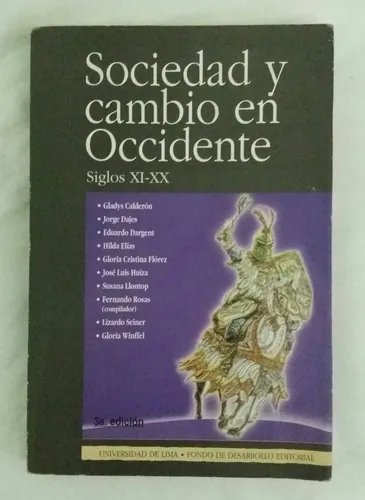 Sociedad y
cambio en
Occidente
Siglos XI-XX
• Gladys Calderón
• Jorge Dajes
• Eduardo Dargent
• Hilda Elías
• Gloria Cristina Flórez
• José Luis Huiza
• Susana Llontop
• Fernando Rosas
(compilador)
• Lizardo Seiner
• Gloria Winffel
3a. edición
UNIVERSIDAD DE LIMA • FONDO DE DESARROLLO EDITORIAL